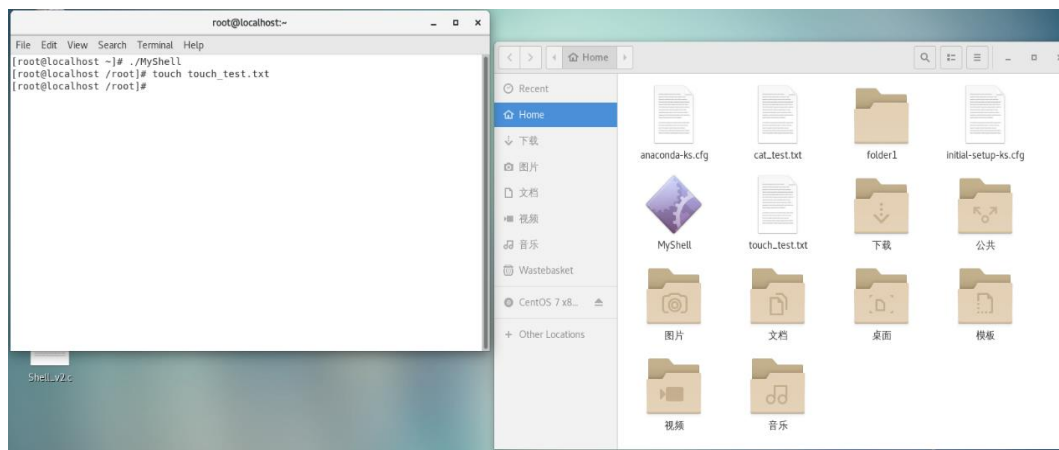 root@localhost:~
File Edit View Search Terminal Help
[root@localhost ~]# ./MyShell
[root@localhost /root]# touch touch_test.txt
[root@localhost /root]#
Shell_v2.c
Home
Recent
Home
下载
图片
文档
视频
音乐
Wastebasket
CentOS 7 x8...
+ Other Locations
anaconda-ks.cfg
cat_test.txt
folder1
initial-setup-ks.cfg
MyShell
touch_test.txt
下载
公共
图片
文档
桌面
模板
视频
音乐